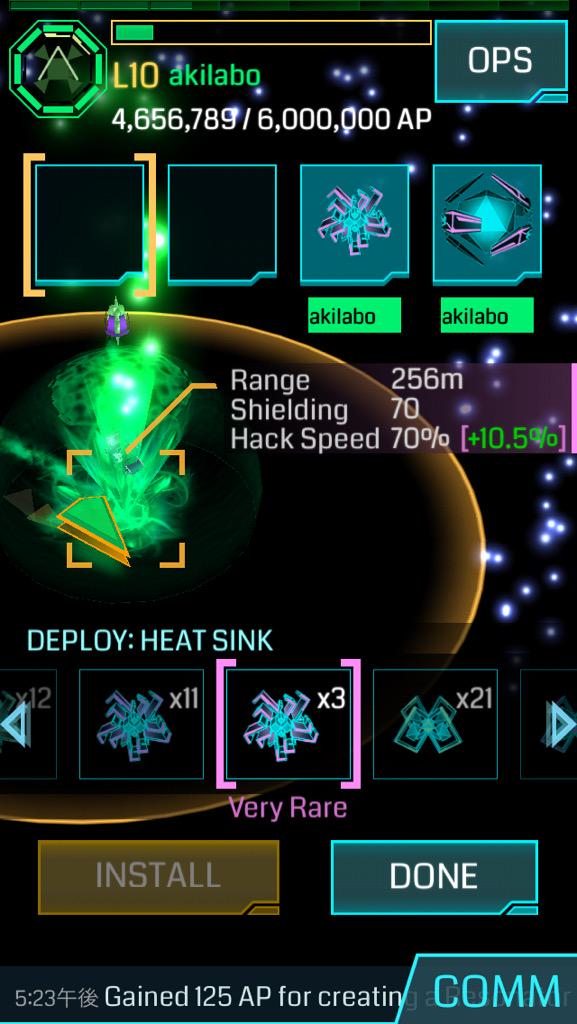 OPS
L10 akilabo
4,656,789 / 6,000,000 AP
akilabo
akilabo
Range 256m
Shielding 70
Hack Speed 70% [+10.5%]
DEPLOY: HEAT SINK
x12
x11
x3
x21
Very Rare
INSTALL
DONE
5:23午後 Gained 125 AP for creating a Resonator
COMM